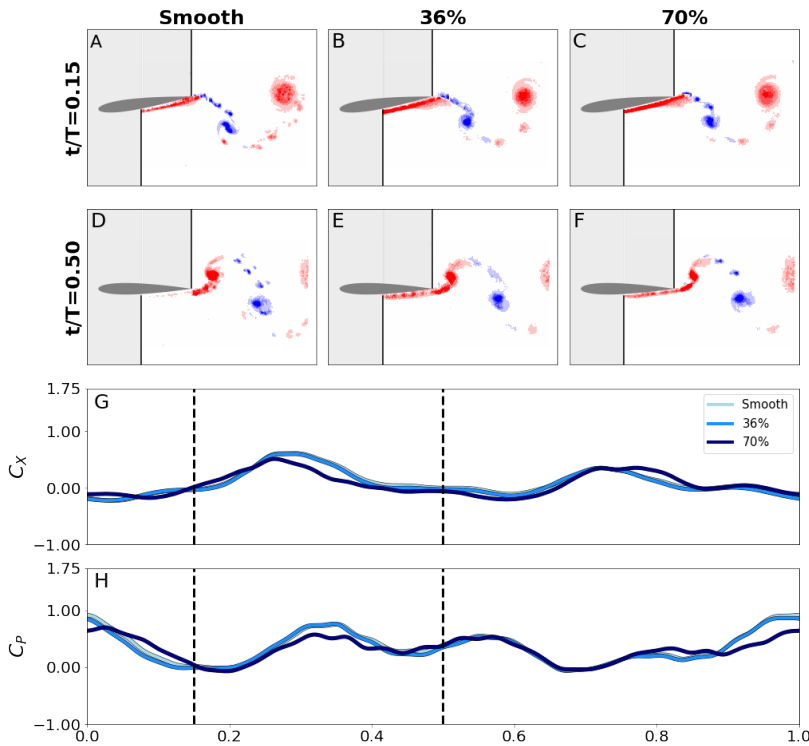 Smooth 36% 70%
t/T=0.15
A B C
t/T=0.50
D E F
G
1.75
1.00
0.00
−1.00
C_X
Smooth
36%
70%
H
1.75
1.00
0.00
−1.00
C_P
0.0 0.2 0.4 0.6 0.8 1.0